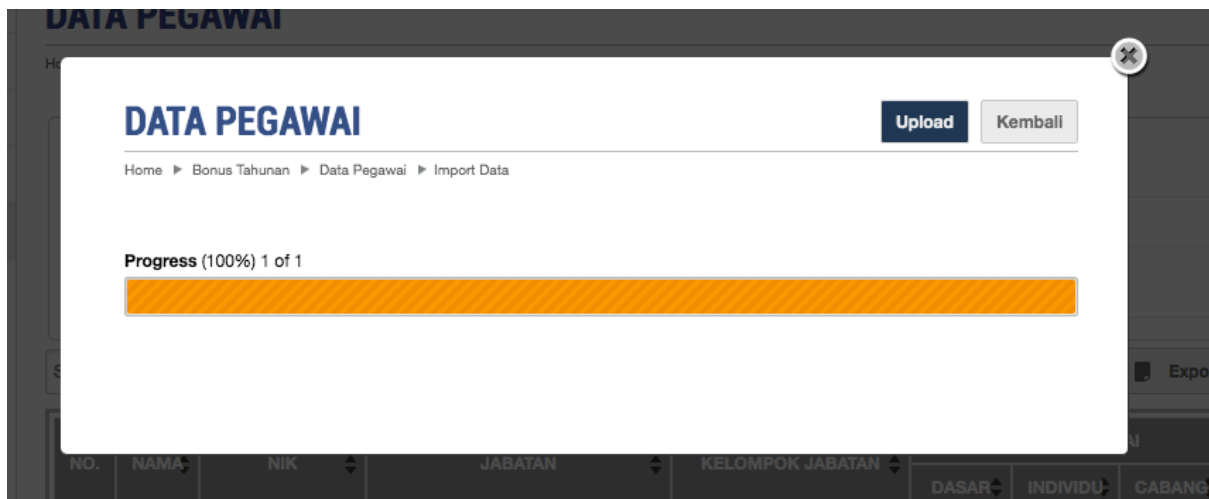 DATA PEGAWAI
DATA PEGAWAI
Upload Kembali
Home Bonus Tahunan Data Pegawai Import Data
Progress (100%) 1 of 1
NO. NAMA NIK JABATAN KELOMPOK JABATAN
DASAR INDIVIDU CABANG